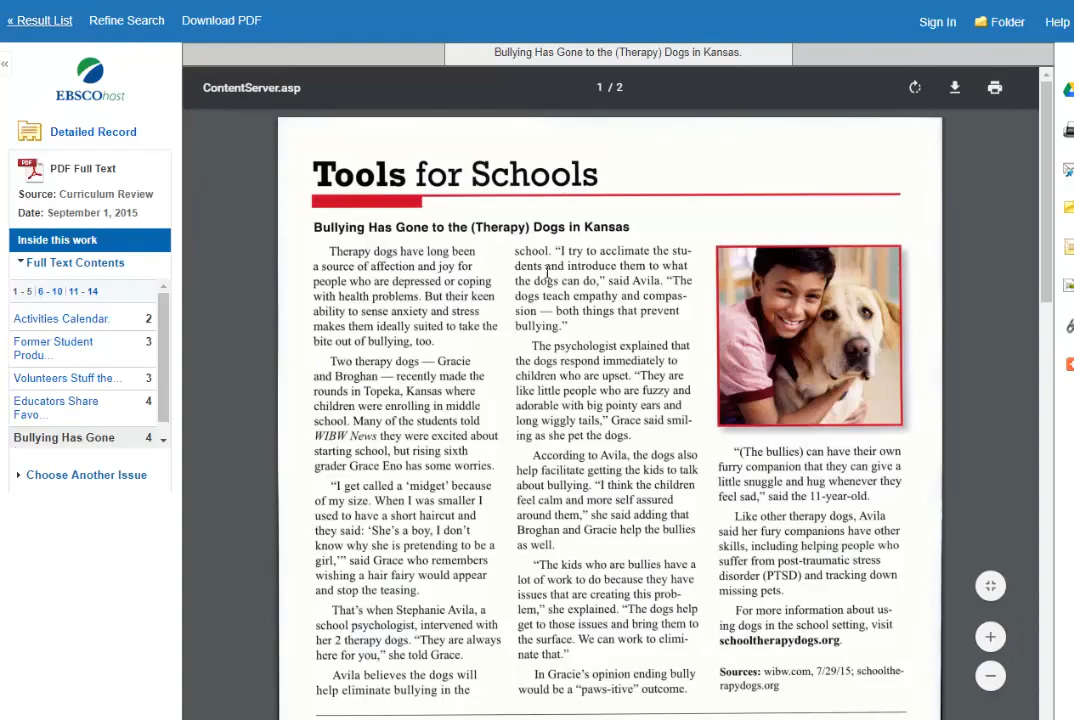 « Result List
Refine Search
Download PDF
Sign In
Folder
Help
Bullying Has Gone to the (Therapy) Dogs in Kansas.
«
EBSCOhost
Detailed Record
PDF
PDF Full Text
Source: Curriculum Review
Date: September 1, 2015
Inside this work
Full Text Contents
1 - 5 | 6 - 10 | 11 - 14
Activities Calendar. 2
Former Student 3
Produ...
Volunteers Stuff the... 3
Educators Share 4
Favo...
Bullying Has Gone 4
Choose Another Issue
ContentServer.asp
1 / 2
Tools for Schools
Bullying Has Gone to the (Therapy) Dogs in Kansas
Therapy dogs have long been
a source of affection and joy for
people who are depressed or coping
with health problems. But their keen
ability to sense anxiety and stress
makes them ideally suited to take the
bite out of bullying, too.
Two therapy dogs — Gracie
and Broghan — recently made the
rounds in Topeka, Kansas where
children were enrolling in middle
school. Many of the students told
WIBW News they were excited about
starting school, but rising sixth
grader Grace Eno has some worries.
"I get called a 'midget' because
of my size. When I was smaller I
used to have a short haircut and
they said: 'She's a boy, I don't
know why she is pretending to be a
girl,'" said Grace who remembers
wishing a hair fairy would appear
and stop the teasing.
That's when Stephanie Avila, a
school psychologist, intervened with
her 2 therapy dogs. "They are always
here for you," she told Grace.
Avila believes the dogs will
help eliminate bullying in the
school. "I try to acclimate the stu-
dents and introduce them to what
the dogs can do," said Avila. "The
dogs teach empathy and compas-
sion — both things that prevent
bullying."
The psychologist explained that
the dogs respond immediately to
children who are upset. "They are
like little people who are fuzzy and
adorable with big pointy ears and
long wiggly tails," Grace said smil-
ing as she pet the dogs.
According to Avila, the dogs also
help facilitate getting the kids to talk
about bullying. "I think the children
feel calm and more self assured
around them," she said adding that
Broghan and Gracie help the bullies
as well.
"The kids who are bullies have a
lot of work to do because they have
issues that are creating this prob-
lem," she explained. "The dogs help
get to those issues and bring them to
the surface. We can work to elimi-
nate that."
In Gracie's opinion ending bully
would be a "paws-itive" outcome.
"(The bullies) can have their own
furry companion that they can give a
little snuggle and hug whenever they
feel sad," said the 11-year-old.
Like other therapy dogs, Avila
said her fury companions have other
skills, including helping people who
suffer from post-traumatic stress
disorder (PTSD) and tracking down
missing pets.
For more information about us-
ing dogs in the school setting, visit
schooltherapydogs.org.
Sources: wibw.com, 7/29/15; schoolthe-
rapydogs.org